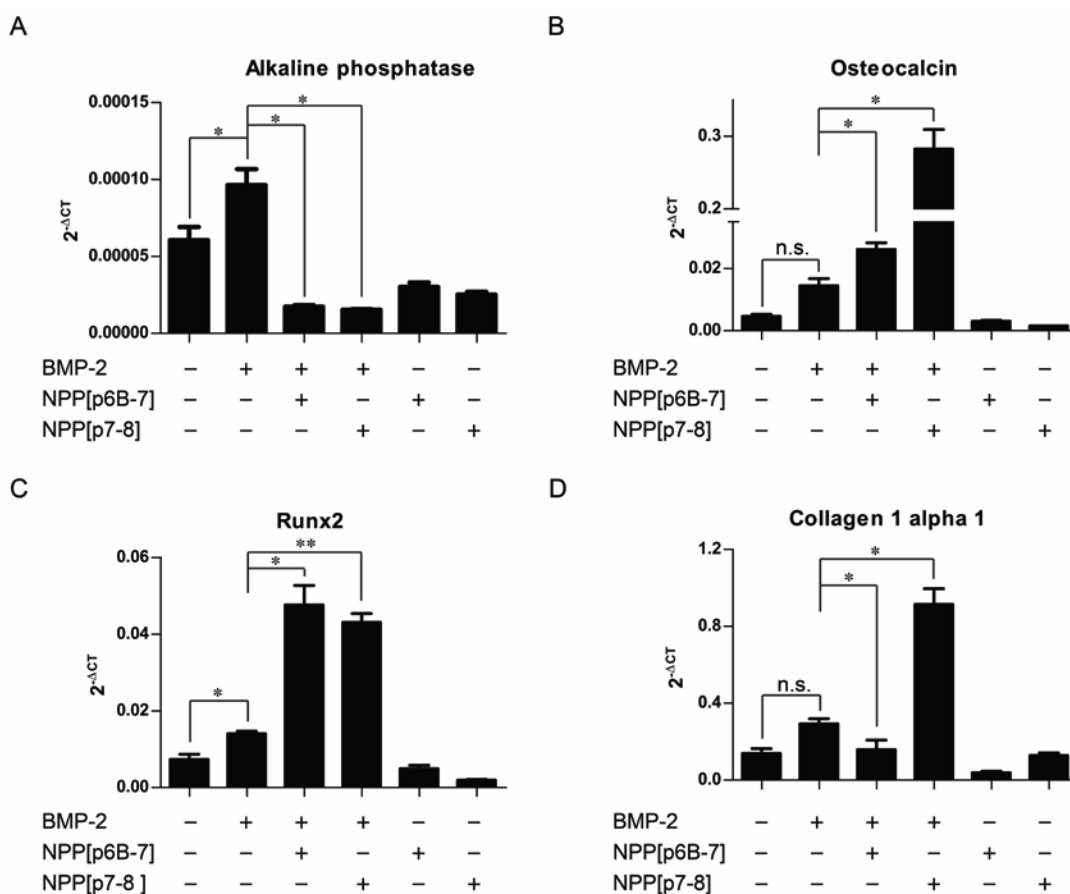 A
Alkaline phosphatase
2-ΔCT
0.00015
0.00010
0.00005
0.00000
* * *
BMP-2 – + + + – –
NPP[p6B-7] – – + – + –
NPP[p7-8] – – – + – +
B
Osteocalcin
2-ΔCT
0.3
0.2
0.02
0.00
n.s. * *
BMP-2 – + + + – –
NPP[p6B-7] – – + – + –
NPP[p7-8] – – – + – +
C
Runx2
2-ΔCT
0.06
0.04
0.02
0.00
* * **
BMP-2 – + + + – –
NPP[p6B-7] – – + – + –
NPP[p7-8 ] – – – + – +
D
Collagen 1 alpha 1
2-ΔCT
1.2
0.8
0.4
0.0
n.s. * *
BMP-2 – + + + – –
NPP[p6B-7] – – + – + –
NPP[p7-8] – – – + – +